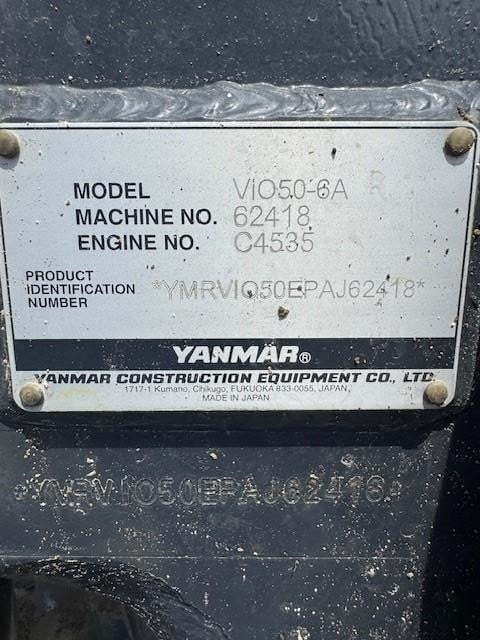 MODEL VIO50-6A
MACHINE NO. 62418
ENGINE NO. C4535
PRODUCT
IDENTIFICATION
NUMBER
*YMRVIO50EPAJ62418*
YANMAR®
YANMAR CONSTRUCTION EQUIPMENT CO., LTD.
1717-1 Kumano, Chikugo, FUKUOKA 833-0055, JAPAN
MADE IN JAPAN
*YMRVIO50EPAJ62418*